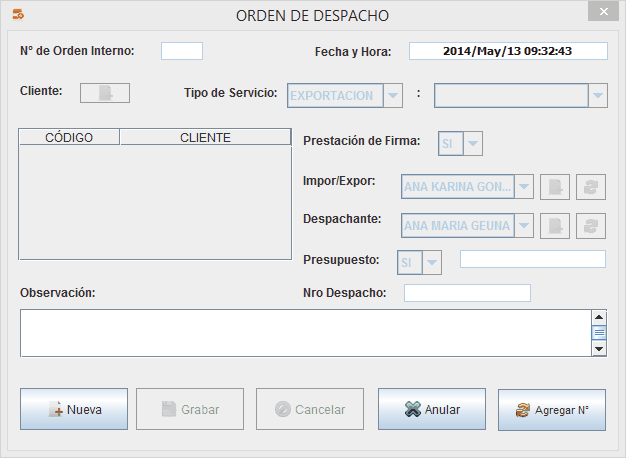 ORDEN DE DESPACHO
N° de Orden Interno:
Fecha y Hora: 2014/May/13 09:32:43
Cliente:
Tipo de Servicio: EXPORTACION :
CÓDIGO CLIENTE
Prestación de Firma: SI
Impor/Expor: ANA KARINA GON...
Despachante: ANA MARIA GEUNA
Presupuesto: SI
Observación:
Nro Despacho:
Nueva Grabar Cancelar Anular Agregar N°